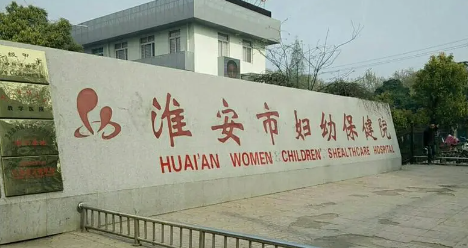 淮安市妇幼保健院
HUAI'AN WOMEN CHILDREN' SHEALTHCARE HOSPITAL